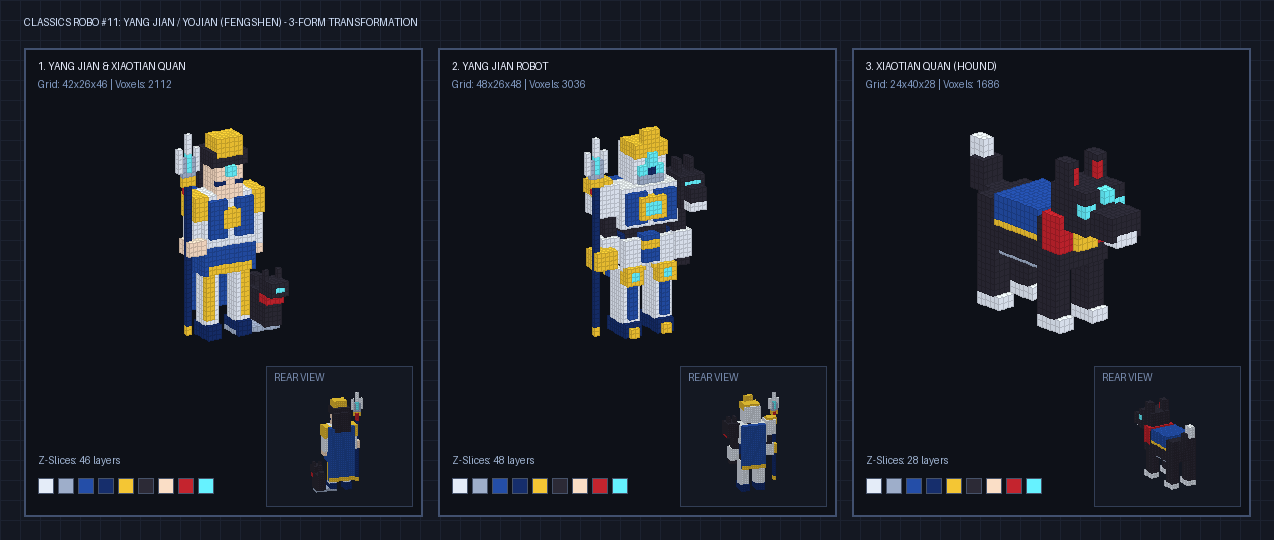 CLASSICS ROBO #11: YANG JIAN / YOJIAN (FENGSHEN) - 3-FORM TRANSFORMATION
1. YANG JIAN & XIAOTIAN QUAN
Grid: 42x26x46 | Voxels: 2112
REAR VIEW
Z-Slices: 46 layers
2. YANG JIAN ROBOT
Grid: 48x26x48 | Voxels: 3036
REAR VIEW
Z-Slices: 48 layers
3. XIAOTIAN QUAN (HOUND)
Grid: 24x40x28 | Voxels: 1686
REAR VIEW
Z-Slices: 28 layers